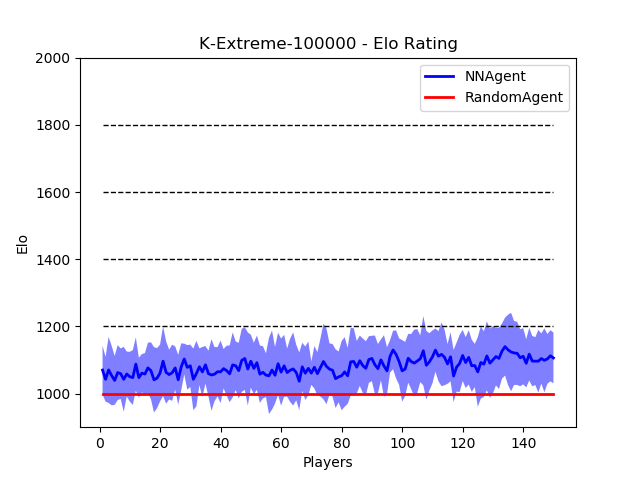 K-Extreme-100000 - Elo Rating
NNAgent
RandomAgent
2000
1800
1600
1400
1200
1000
Elo
0 20 40 60 80 100 120 140
Players